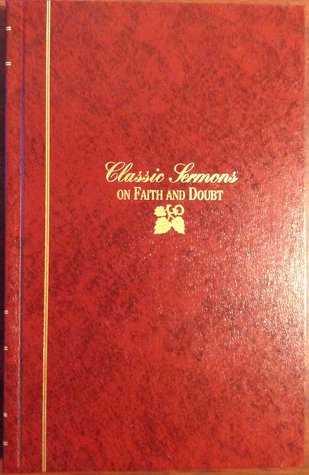 Classic Sermons
ON FAITH AND DOUBT